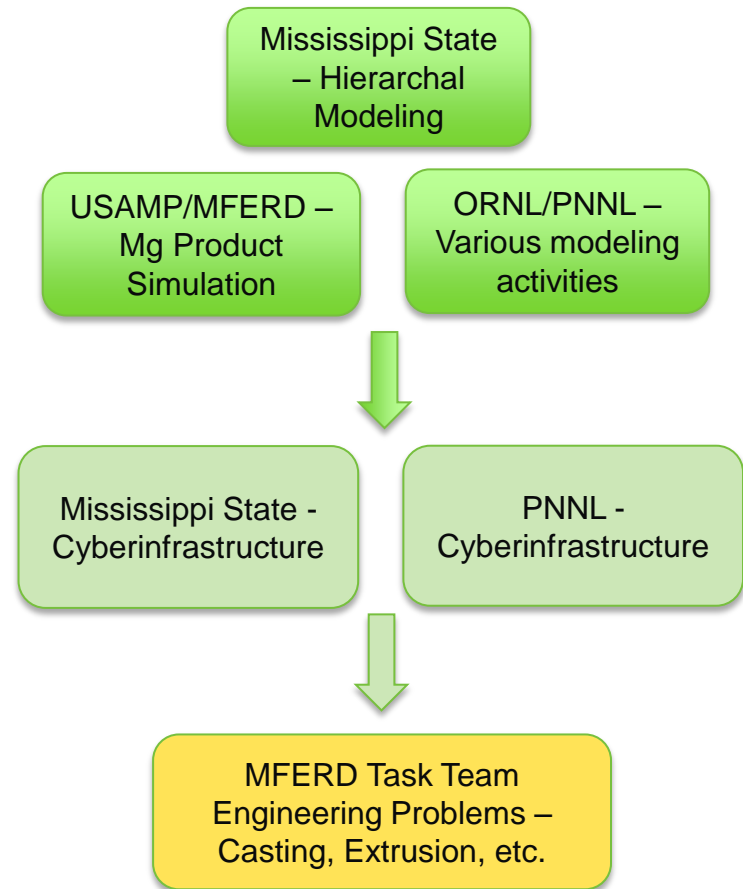 Mississippi State
– Hierarchal
Modeling
USAMP/MFERD –
Mg Product
Simulation
ORNL/PNNL –
Various modeling
activities
Mississippi State -
Cyberinfrastructure
PNNL -
Cyberinfrastructure
MFERD Task Team
Engineering Problems –
Casting, Extrusion, etc.